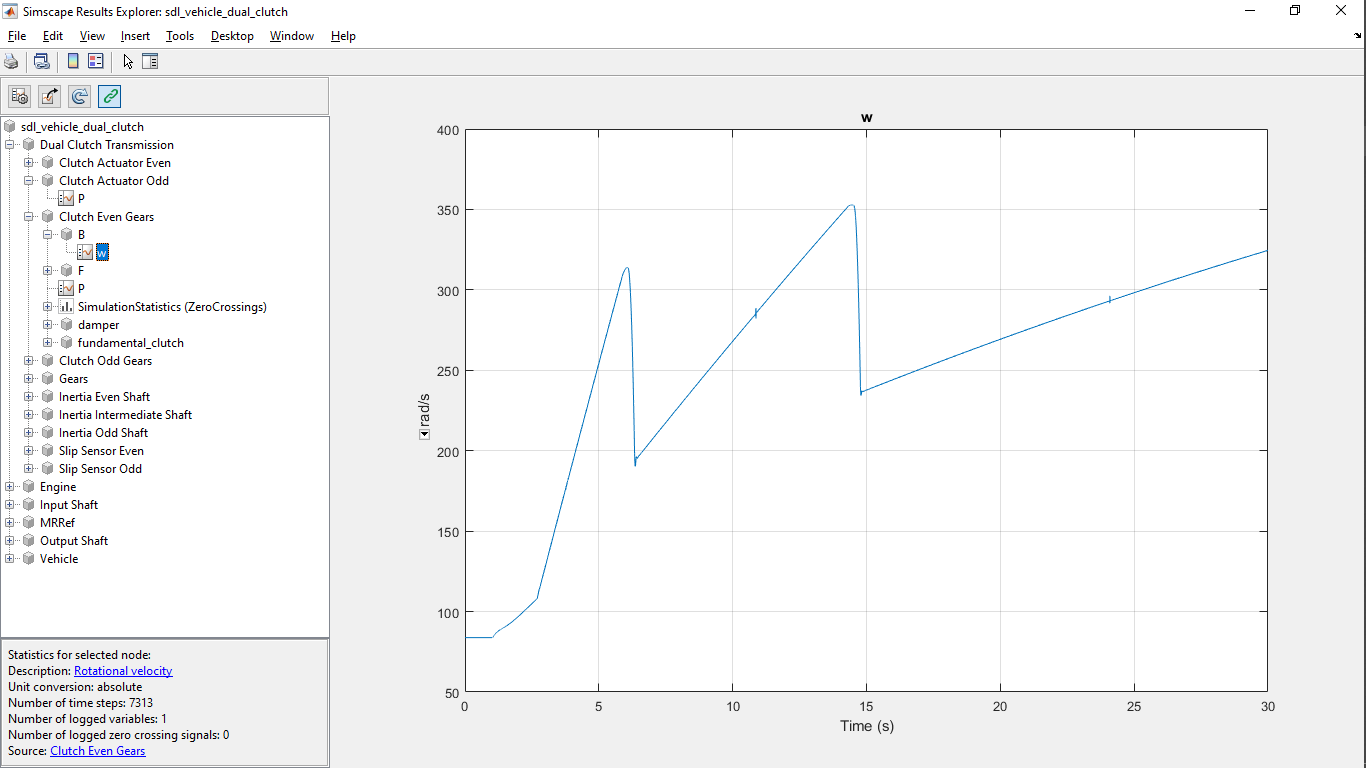 Simscape Results Explorer: sdl_vehicle_dual_clutch
File Edit View Insert Tools Desktop Window Help
sdl_vehicle_dual_clutch
Dual Clutch Transmission
Clutch Actuator Even
Clutch Actuator Odd
P
Clutch Even Gears
B
w
F
P
SimulationStatistics (ZeroCrossings)
damper
fundamental_clutch
Clutch Odd Gears
Gears
Inertia Even Shaft
Inertia Intermediate Shaft
Inertia Odd Shaft
Slip Sensor Even
Slip Sensor Odd
Engine
Input Shaft
MRRef
Output Shaft
Vehicle
Statistics for selected node:
Description: Rotational velocity
Unit conversion: absolute
Number of time steps: 7313
Number of logged variables: 1
Number of logged zero crossing signals: 0
Source: Clutch Even Gears
w
400
350
300
250
200
150
100
50
rad/s
0 5 10 15 20 25 30
Time (s)